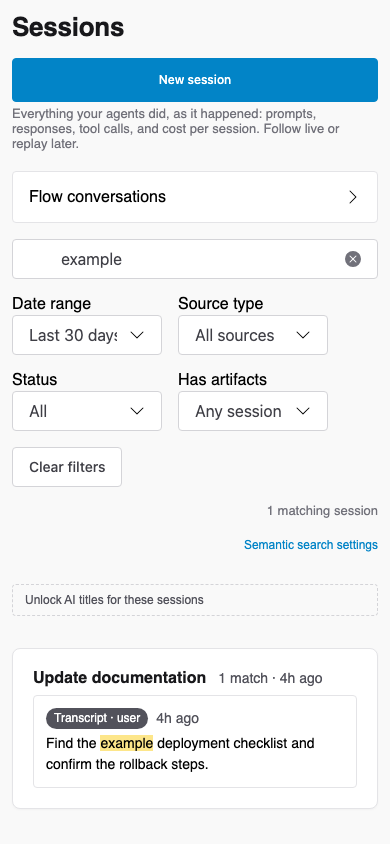 Sessions
New session
Everything your agents did, as it happened: prompts,
responses, tool calls, and cost per session. Follow live or
replay later.
Flow conversations
example
Date range
Source type
Last 30 days
All sources
Status
Has artifacts
All
Any session
Clear filters
1 matching session
Semantic search settings
Unlock AI titles for these sessions
Update documentation 1 match · 4h ago
Transcript · user 4h ago
Find the example deployment checklist and
confirm the rollback steps.